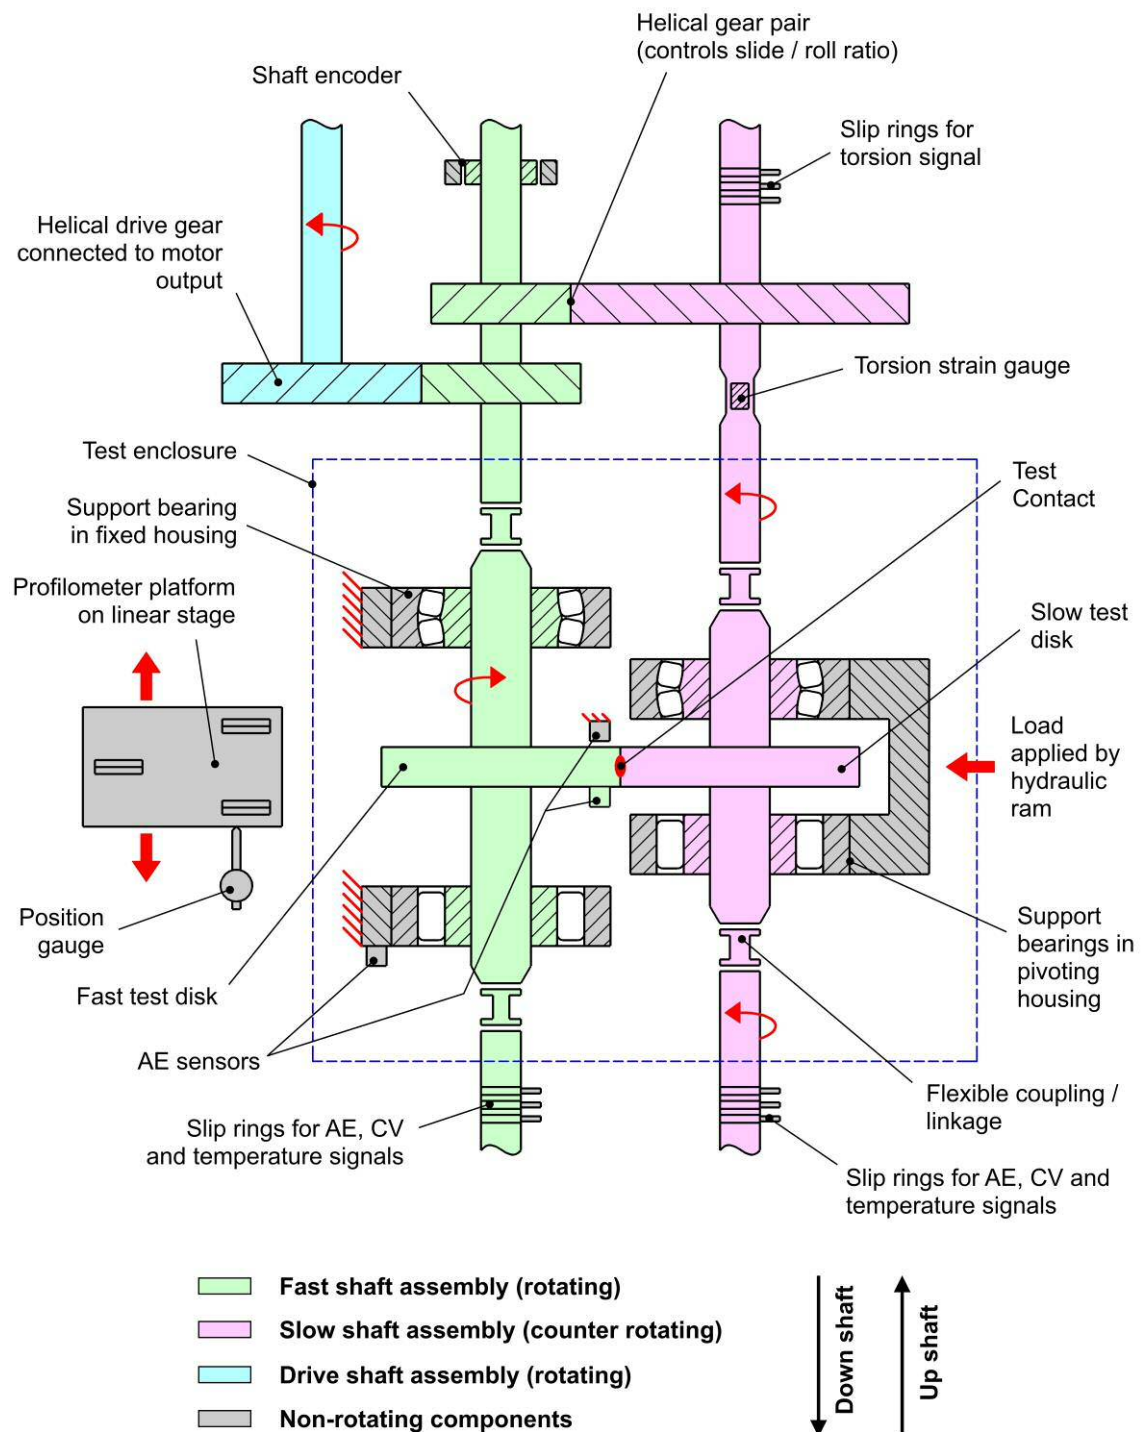 Helical gear pair
(controls slide / roll ratio)
Shaft encoder
Slip rings for
torsion signal
Helical drive gear
connected to motor
output
Torsion strain gauge
Test enclosure
Test
Contact
Support bearing
in fixed housing
Profilometer platform
on linear stage
Slow test
disk
Load
applied by
hydraulic
ram
Position
gauge
Support
bearings in
pivoting
housing
Fast test disk
AE sensors
Flexible coupling /
linkage
Slip rings for AE, CV
and temperature signals
Slip rings for AE, CV and
temperature signals
Fast shaft assembly (rotating)
Slow shaft assembly (counter rotating)
Drive shaft assembly (rotating)
Non-rotating components
Down shaft
Up shaft